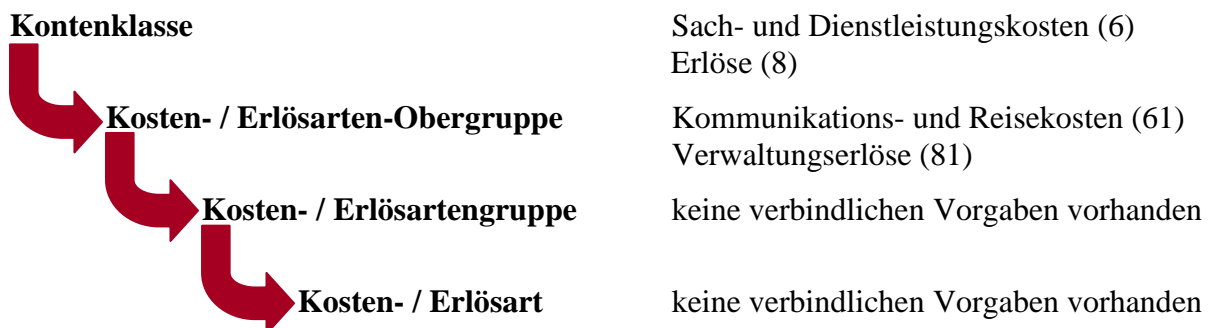 Kontenklasse Sach- und Dienstleistungskosten (6)
Erlöse (8)
Kosten- / Erlösarten-Obergruppe Kommunikations- und Reisekosten (61)
Verwaltungserlöse (81)
Kosten- / Erlösartengruppe keine verbindlichen Vorgaben vorhanden
Kosten- / Erlösart keine verbindlichen Vorgaben vorhanden